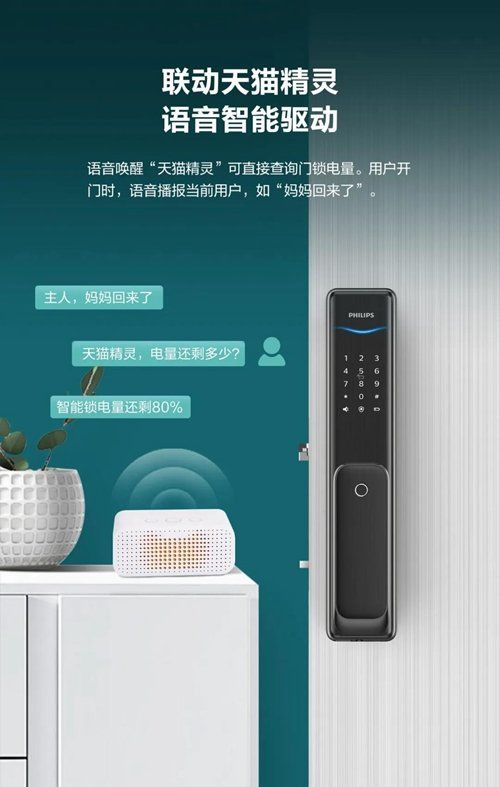 联动天猫精灵
语音智能驱动
语音唤醒“天猫精灵”可直接查询门锁电量。用户开
门时，语音播报当前用户，如“妈妈回来了”。
主人，妈妈回来了
天猫精灵，电量还剩多少?
智能锁电量还剩80%
PHILIPS
1 2 3
4 5 6
7 8 9
* 0 #